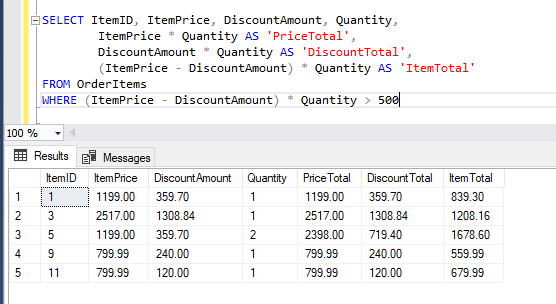 SELECT ItemID, ItemPrice, DiscountAmount, Quantity,
ItemPrice * Quantity AS 'PriceTotal',
DiscountAmount * Quantity AS 'DiscountTotal',
(ItemPrice - DiscountAmount) * Quantity AS 'ItemTotal'
FROM OrderItems
WHERE (ItemPrice - DiscountAmount) * Quantity > 500
100 %
Results Messages
ItemID ItemPrice DiscountAmount Quantity PriceTotal DiscountTotal ItemTotal
1 1 1199.00 359.70 1 1199.00 359.70 839.30
2 3 2517.00 1308.84 1 2517.00 1308.84 1208.16
3 5 1199.00 359.70 2 2398.00 719.40 1678.60
4 9 799.99 240.00 1 799.99 240.00 559.99
5 11 799.99 120.00 1 799.99 120.00 679.99